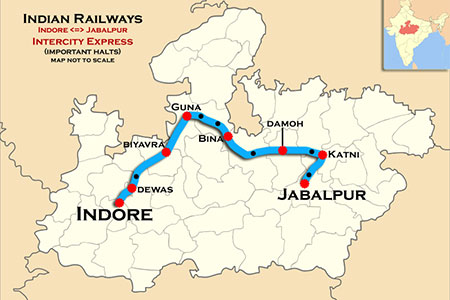 Indian Railways
Indore <=> Jabalpur
Intercity Express
(important halts)
map not to scale
Guna
Bina
damoh
Katni
biyavra
dewas
Jabalpur
Indore